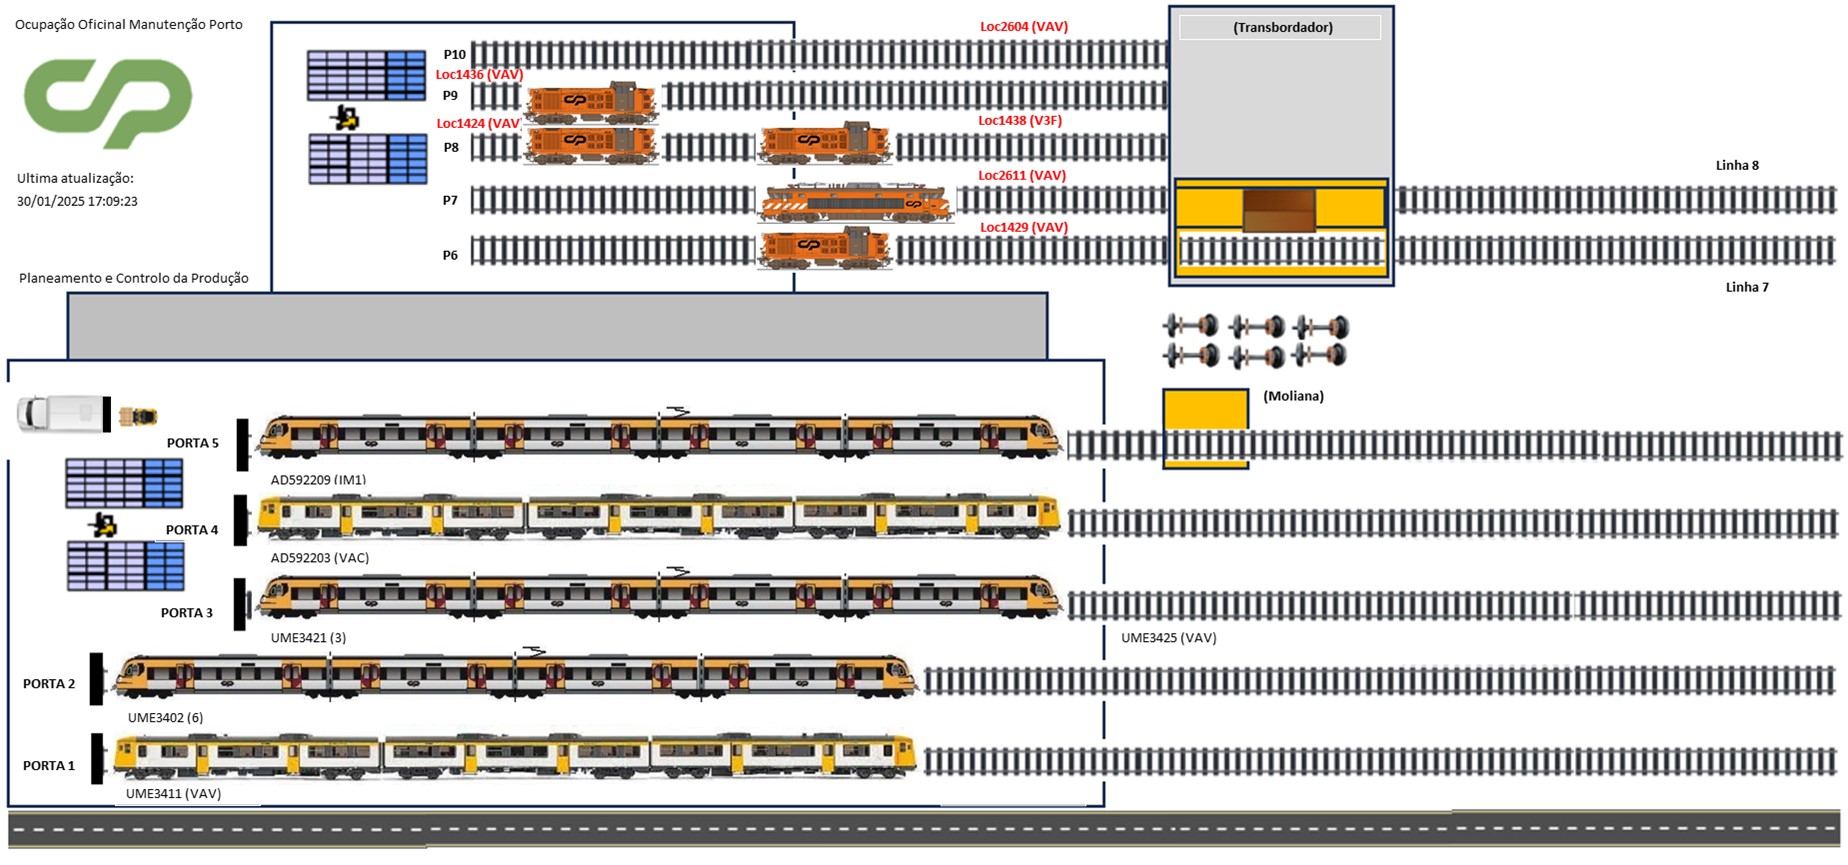 Ocupação Oficinal Manutenção Porto
Ultima atualização:
30/01/2025 17:09:23
Planeamento e Controlo da Produção
Loc2604 (VAV)
(Transbordador)
P10
Loc1436 (VAV)
P9
Loc1424 (VAV)
Loc1438 (V3F)
P8
Loc2611 (VAV)
Linha 8
P7
Loc1429 (VAV)
P6
Linha 7
(Moliana)
PORTA 5
AD592209 (IM1)
PORTA 4
AD592203 (VAC)
PORTA 3
UME3421 (3)
UME3425 (VAV)
PORTA 2
UME3402 (6)
PORTA 1
UME3411 (VAV)